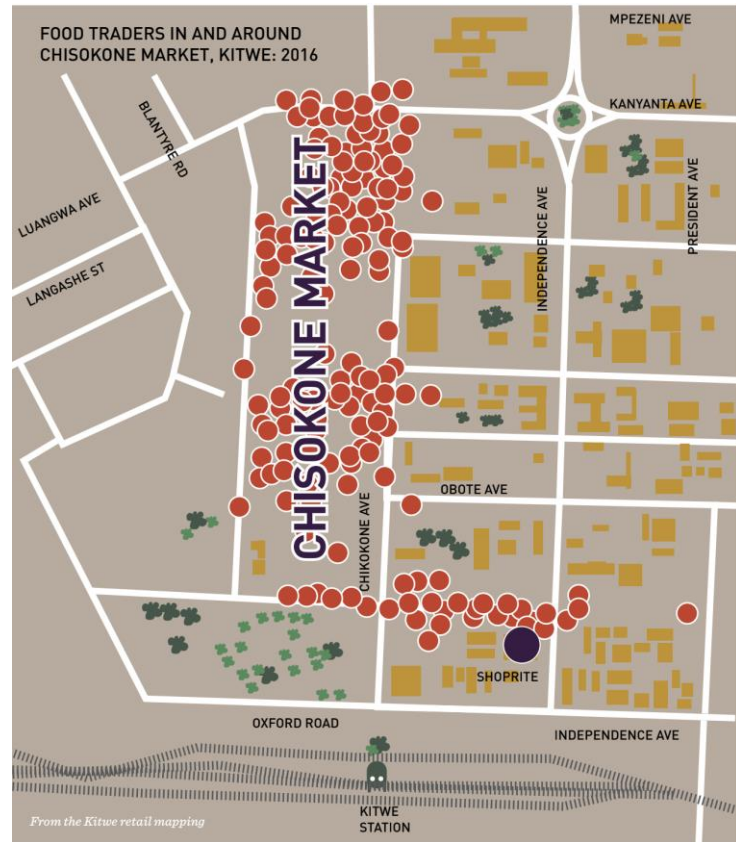 FOOD TRADERS IN AND AROUND
CHISOKONE MARKET, KITWE: 2016
MPEZENI AVE
KANYANTA AVE
BLANTYRE RD
LUANGWA AVE
LANGASHE ST
INDEPENDENCE AVE
PRESIDENT AVE
CHISOKONE MARKET
CHIKOKONE AVE
OBOTE AVE
SHOPRITE
OXFORD ROAD
INDEPENDENCE AVE
KITWE
STATION
From the Kitwe retail mapping